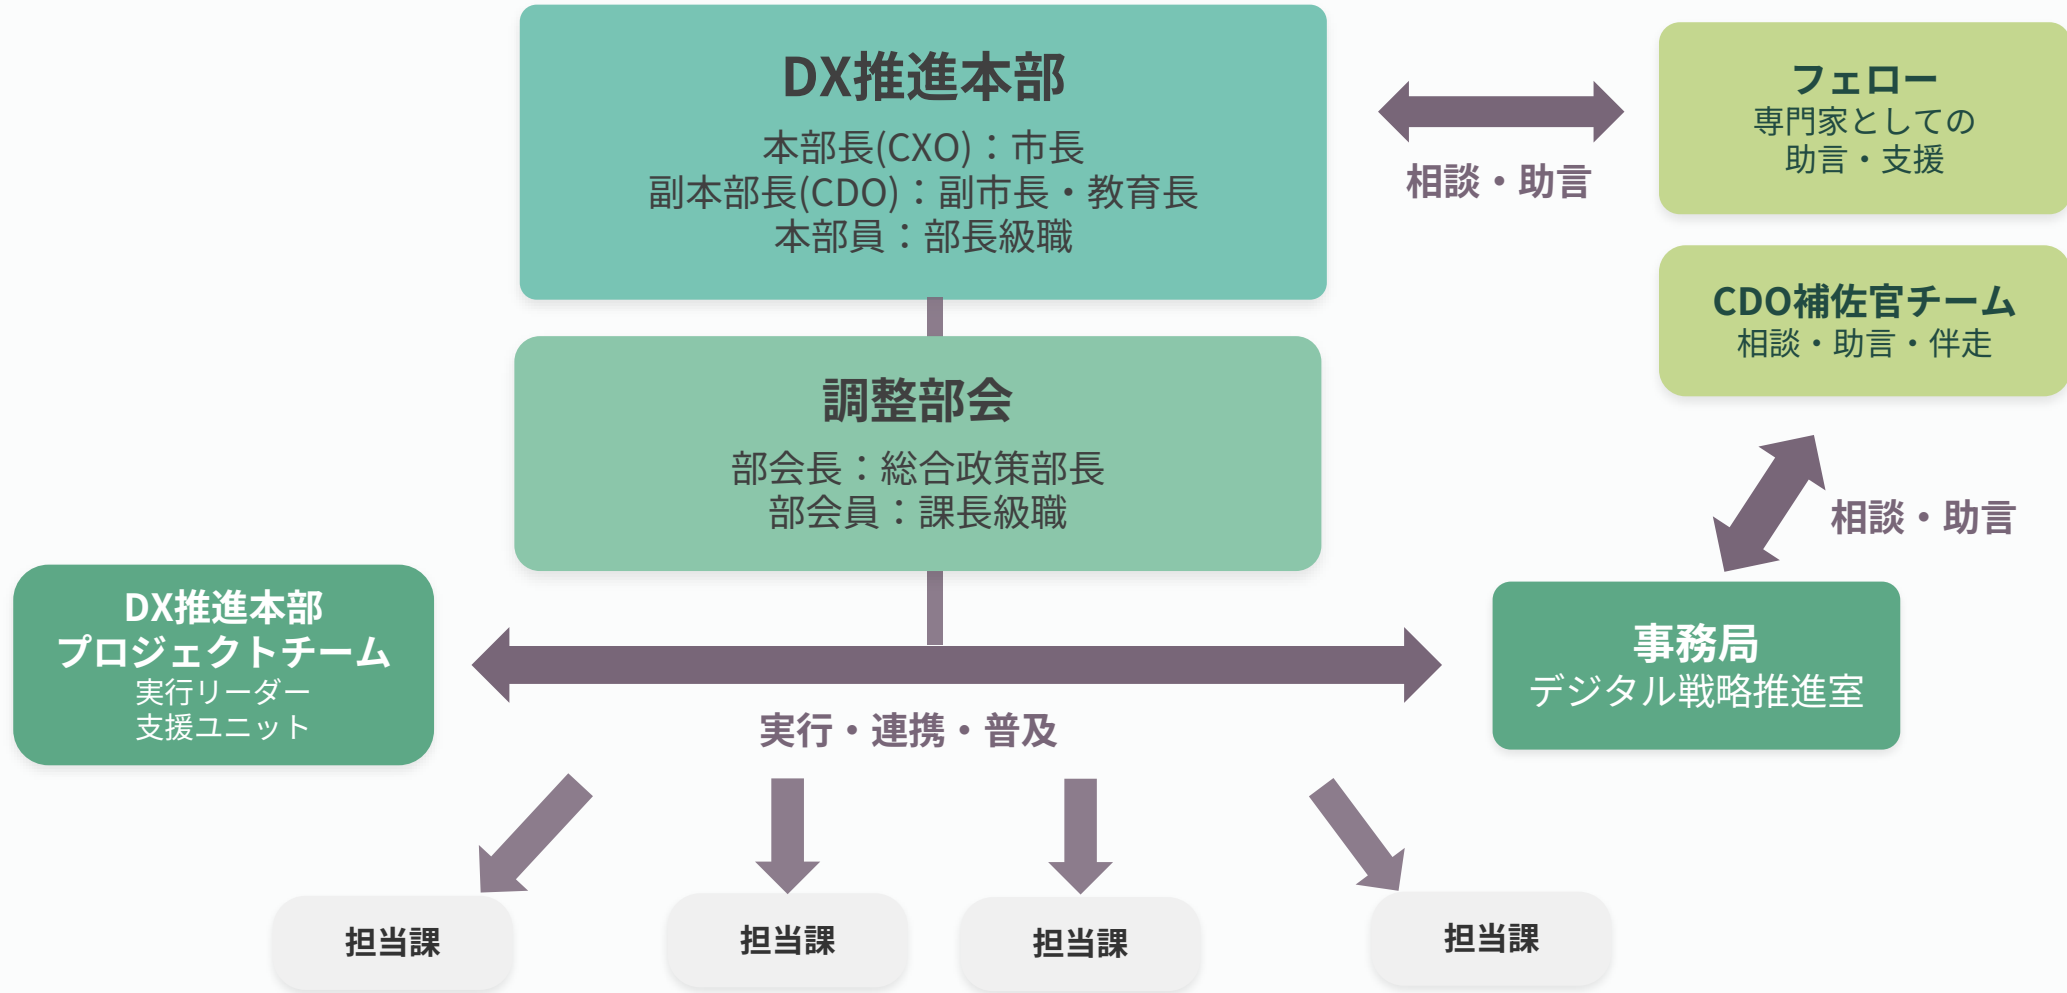 DX推進本部
本部長(CXO)：市長
副本部長(CDO)：副市長・教育長
本部員：部長級職
相談・助言
フェロー
専門家としての
助言・支援
CDO補佐官チーム
相談・助言・伴走
調整部会
部会長：総合政策部長
部会員：課長級職
相談・助言
DX推進本部
プロジェクトチーム
実行リーダー
支援ユニット
事務局
デジタル戦略推進室
実行・連携・普及
担当課
担当課
担当課
担当課